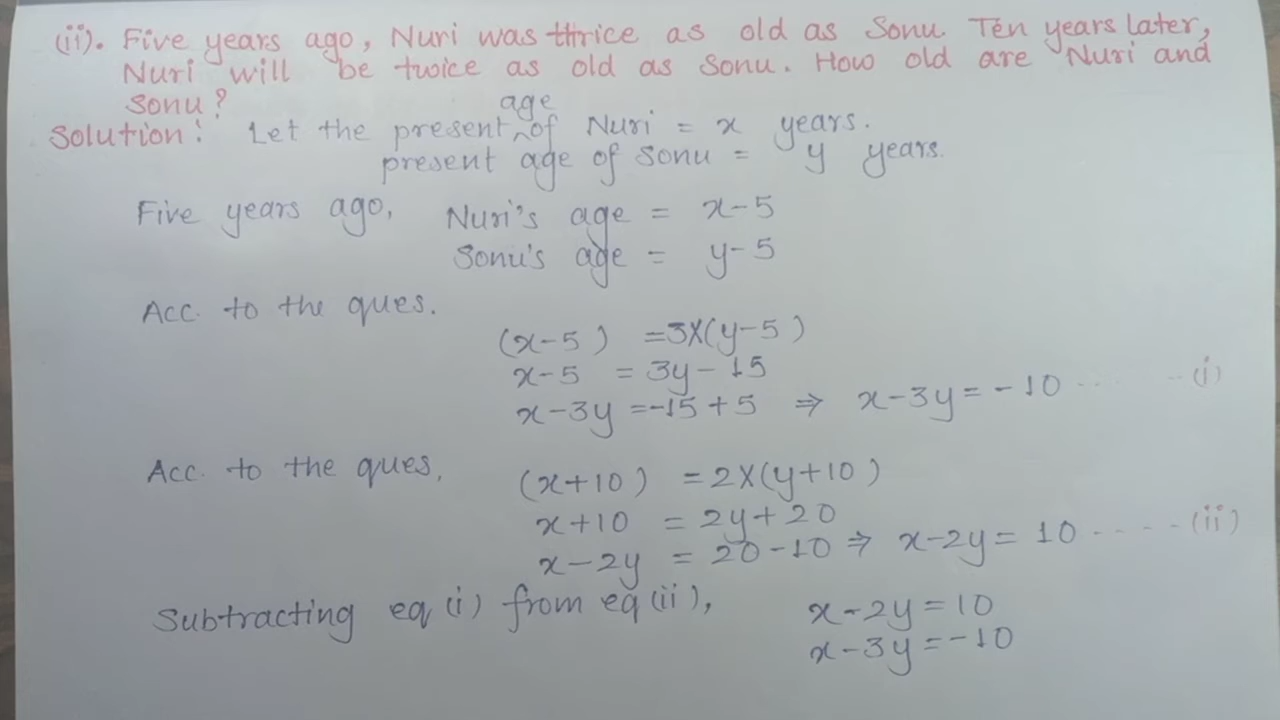 (ii). Five years ago, Nuri was thrice as old as Sonu. Ten years later,
Nuri will be twice as old as Sonu. How old are Nuri and
Sonu?
Solution: Let the present age of Nuri = x years.
present age of Sonu = y years.
Five years ago, Nuri's age = x-5
Sonu's age = y-5
Acc. to the ques.
(x-5) =3X(y-5)
x-5 = 3y-15
x-3y =-15+5 ⇒ x-3y = -10 ... --(i)
Acc. to the ques,
(x+10) =2X(y+10)
x+10 = 2y+20
x-2y = 20-10 ⇒ x-2y = 10 ---- -(ii)
Subtracting eq (i) from eq (ii),
x-2y = 10
x-3y = -10